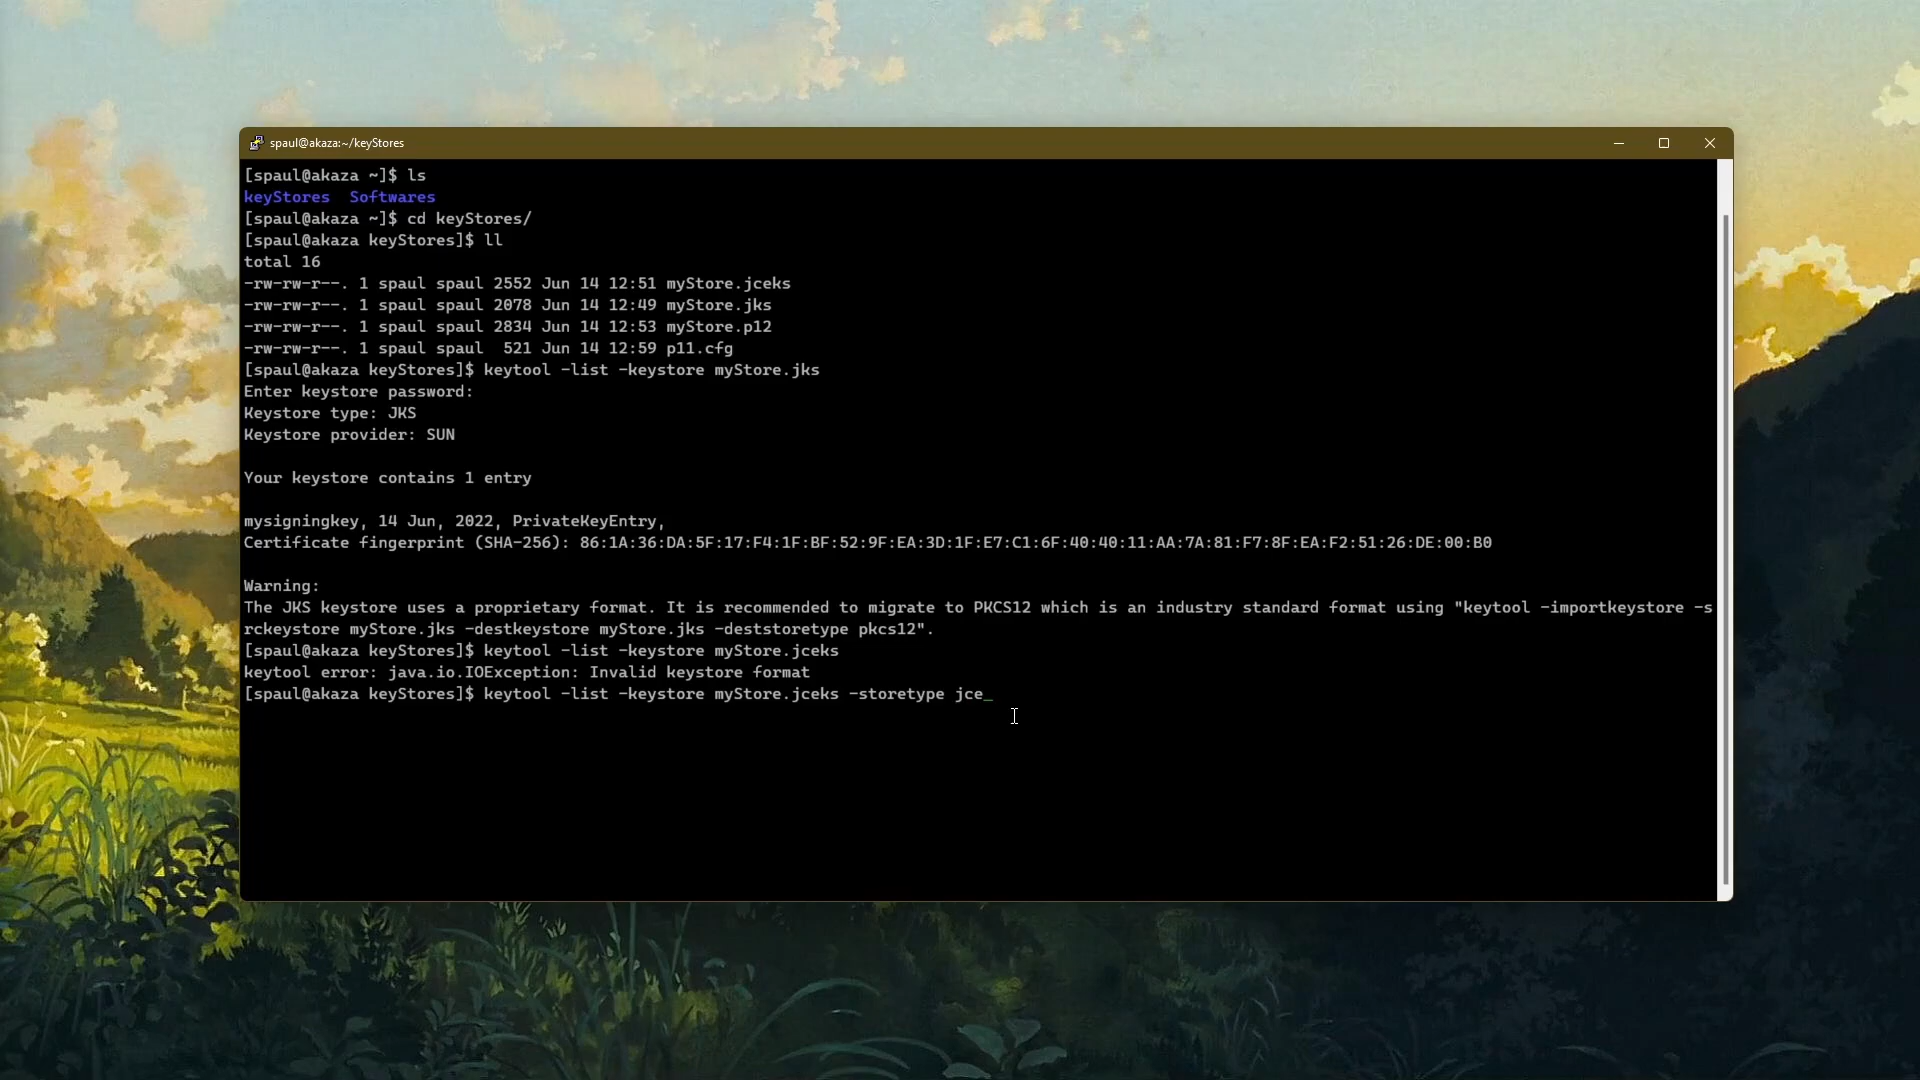 spaul@akaza:~/keyStores
[spaul@akaza ~]$ ls
keyStores  Softwares
[spaul@akaza ~]$ cd keyStores/
[spaul@akaza keyStores]$ ll
total 16
-rw-rw-r--. 1 spaul spaul 2552 Jun 14 12:51 myStore.jceks
-rw-rw-r--. 1 spaul spaul 2078 Jun 14 12:49 myStore.jks
-rw-rw-r--. 1 spaul spaul 2834 Jun 14 12:53 myStore.p12
-rw-rw-r--. 1 spaul spaul  521 Jun 14 12:59 p11.cfg
[spaul@akaza keyStores]$ keytool -list -keystore myStore.jks
Enter keystore password:
Keystore type: JKS
Keystore provider: SUN
Your keystore contains 1 entry
mysigningkey, 14 Jun, 2022, PrivateKeyEntry,
Certificate fingerprint (SHA-256): 86:1A:36:DA:5F:17:F4:1F:BF:52:9F:EA:3D:1F:E7:C1:6F:40:40:11:AA:7A:81:F7:8F:EA:F2:51:26:DE:00:B0
Warning:
The JKS keystore uses a proprietary format. It is recommended to migrate to PKCS12 which is an industry standard format using "keytool -importkeystore -s
rckeystore myStore.jks -destkeystore myStore.jks -deststoretype pkcs12".
[spaul@akaza keyStores]$ keytool -list -keystore myStore.jceks
keytool error: java.io.IOException: Invalid keystore format
[spaul@akaza keyStores]$ keytool -list -keystore myStore.jceks -storetype jce_